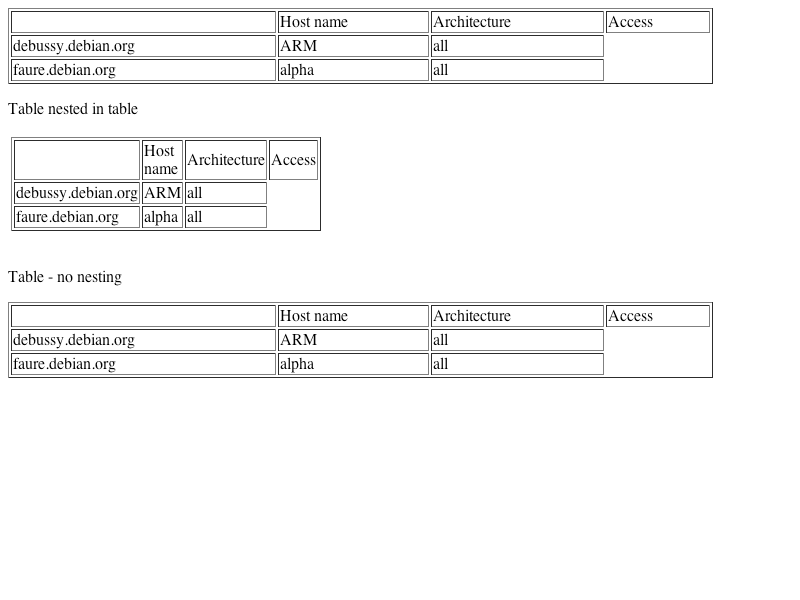 Host name Architecture Access
debussy.debian.org ARM all
faure.debian.org alpha all
Table nested in table
Host
name Architecture Access
debussy.debian.org ARM all
faure.debian.org alpha all
Table - no nesting
Host name Architecture Access
debussy.debian.org ARM all
faure.debian.org alpha all